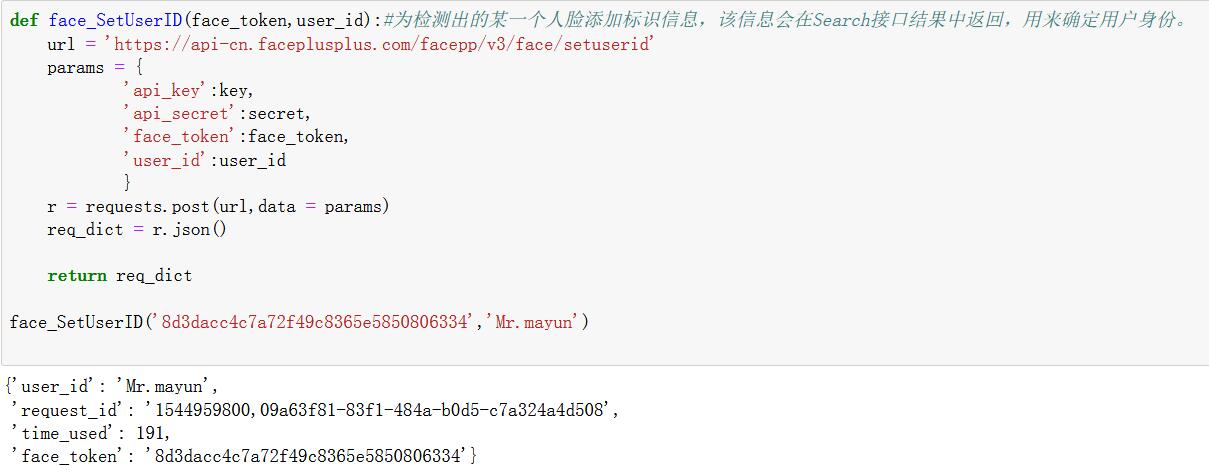 def face_SetUserID(face_token,user_id):#为检测出的某一个人脸添加标识信息，该信息会在Search接口结果中返回，用来确定用户身份。
    url = 'https://api-cn.faceplusplus.com/facepp/v3/face/setuserid'
    params = {
            'api_key':key,
            'api_secret':secret,
            'face_token':face_token,
            'user_id':user_id
            }
    r = requests.post(url,data = params)
    req_dict = r.json()
    return req_dict
face_SetUserID('8d3dacc4c7a72f49c8365e5850806334','Mr.mayun')
{'user_id': 'Mr.mayun',
 'request_id': '1544959800,09a63f81-83f1-484a-b0d5-c7a324a4d508',
 'time_used': 191,
 'face_token': '8d3dacc4c7a72f49c8365e5850806334'}